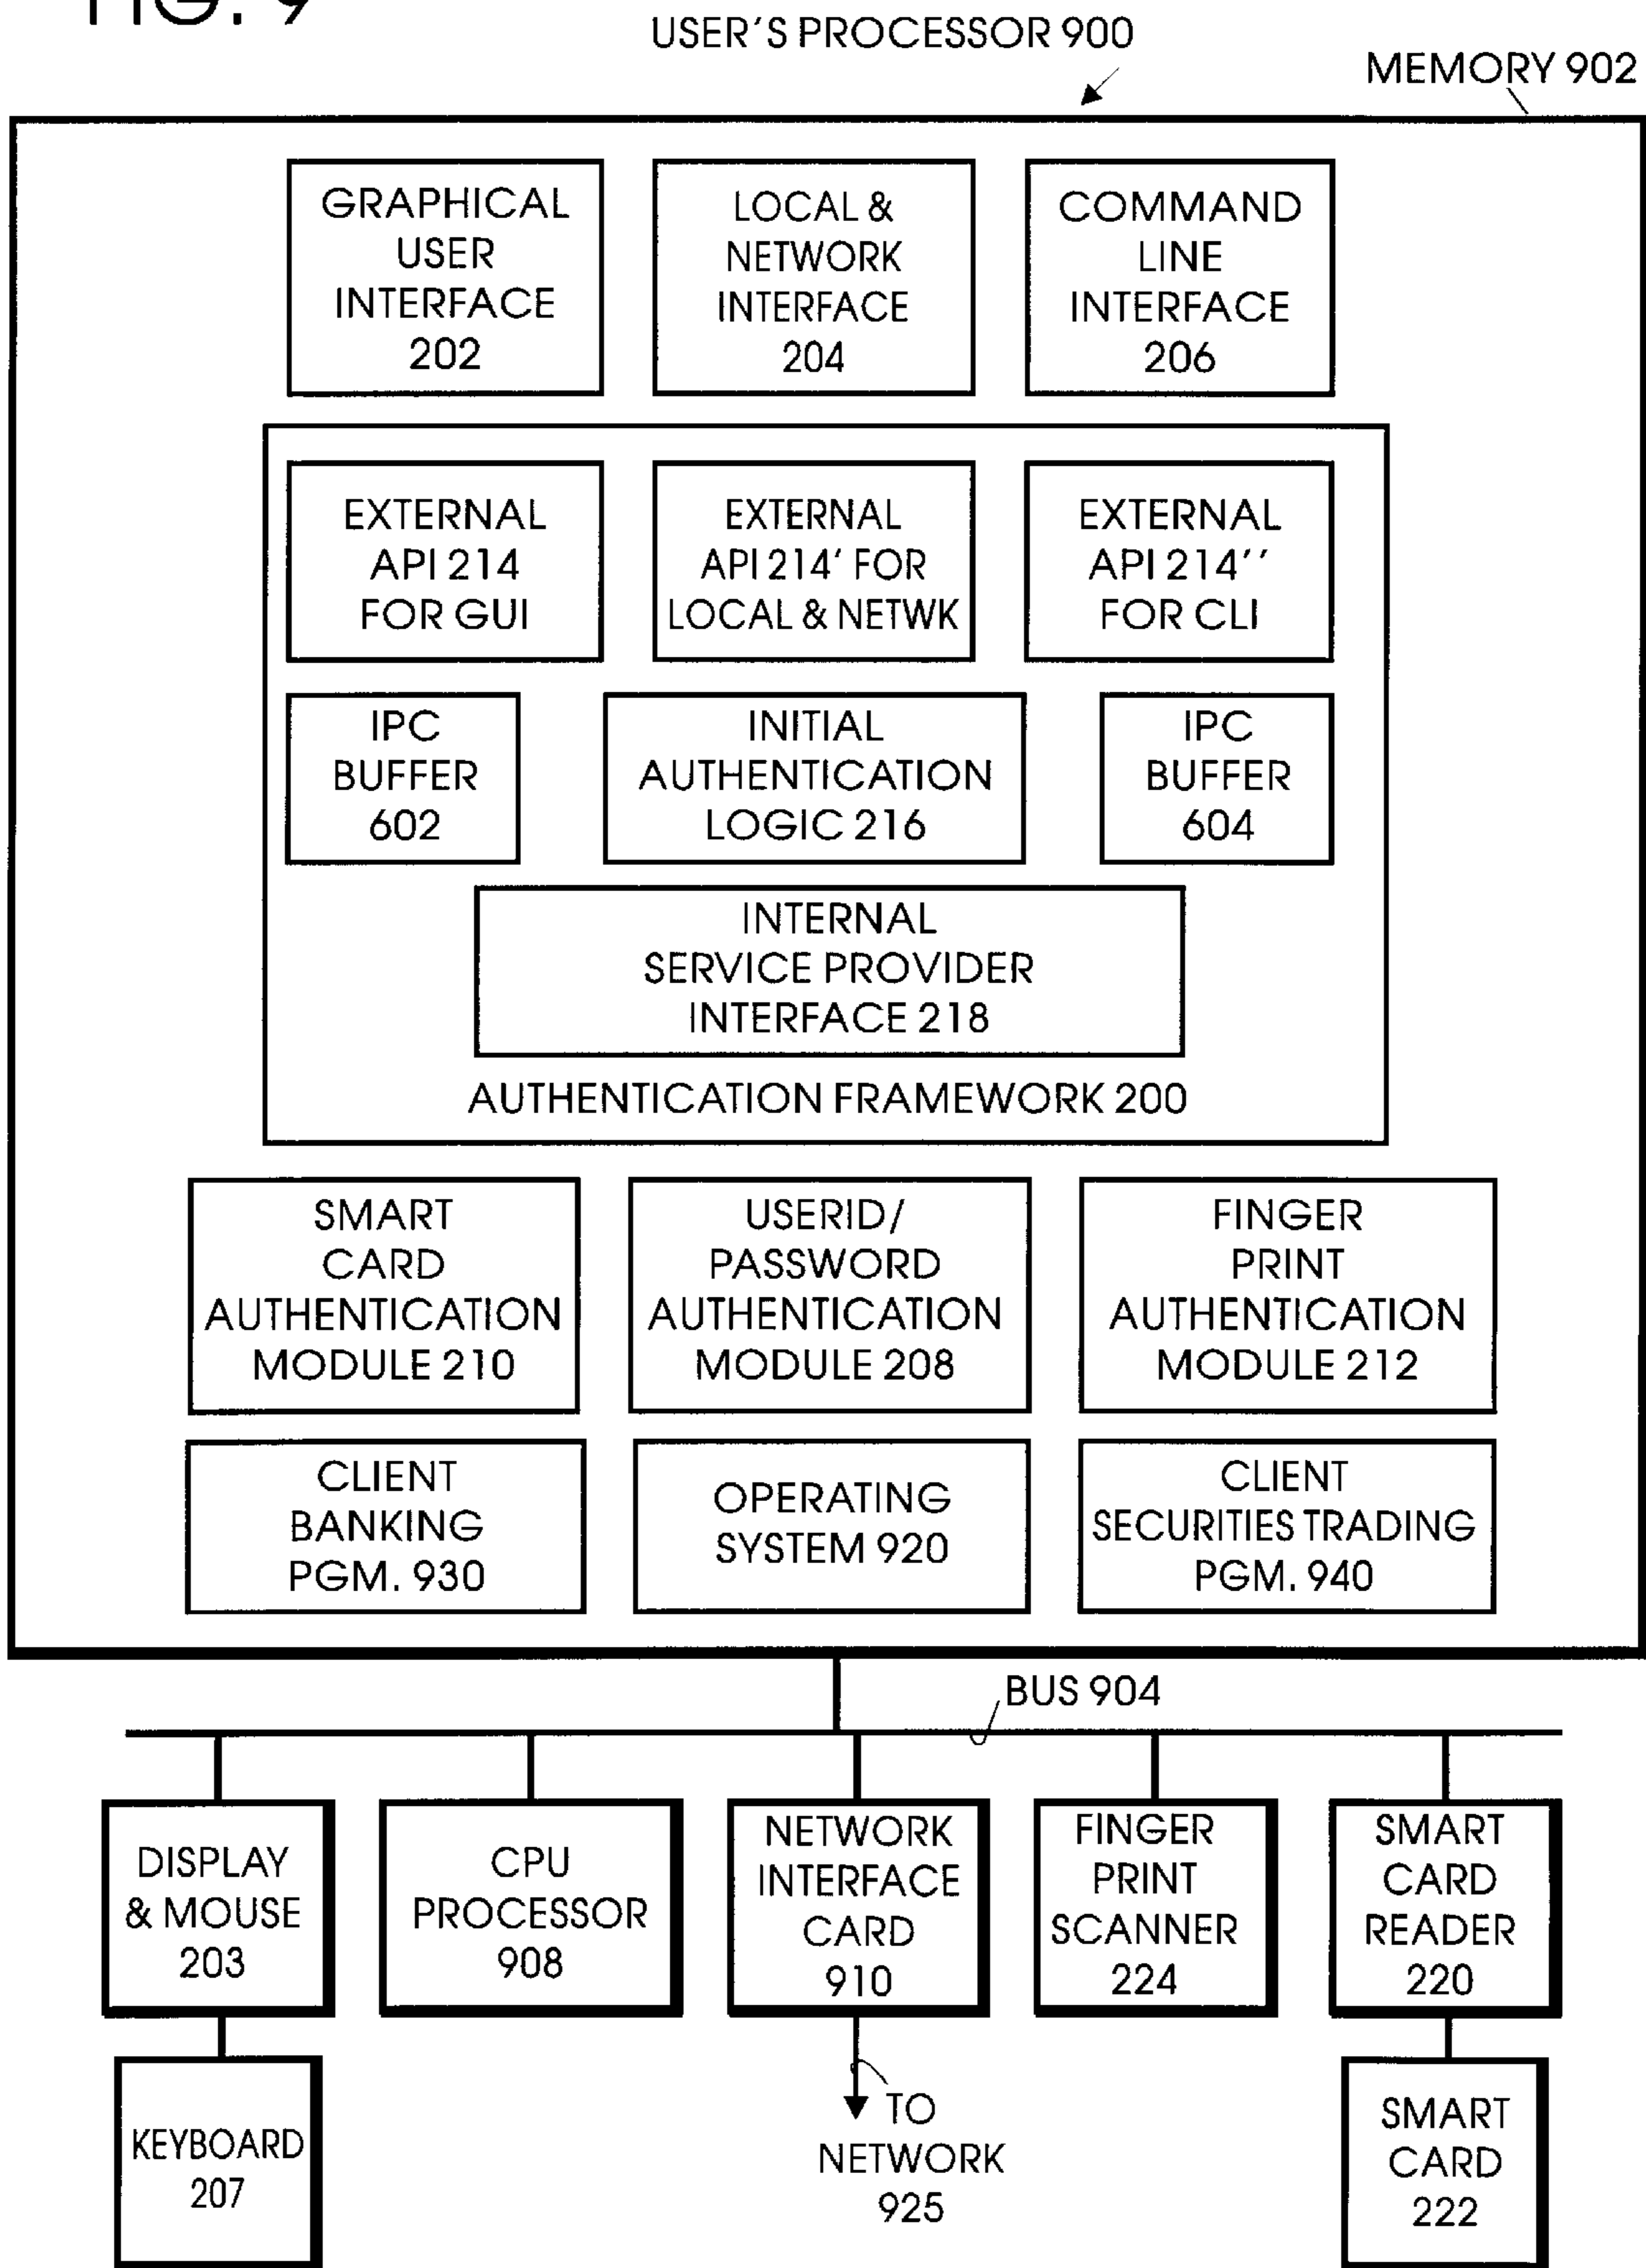 FIG. 9
USER'S PROCESSOR 900
MEMORY 902
GRAPHICAL
USER
INTERFACE
202
LOCAL &
NETWORK
INTERFACE
204
COMMAND
LINE
INTERFACE
206
EXTERNAL
API 214
FOR GUI
EXTERNAL
API 214' FOR
LOCAL & NETWK
EXTERNAL
API 214''
FOR CLI
IPC
BUFFER
602
INITIAL
AUTHENTICATION
LOGIC 216
IPC
BUFFER
604
INTERNAL
SERVICE PROVIDER
INTERFACE 218
AUTHENTICATION FRAMEWORK 200
SMART
CARD
AUTHENTICATION
MODULE 210
USERID/
PASSWORD
AUTHENTICATION
MODULE 208
FINGER
PRINT
AUTHENTICATION
MODULE 212
CLIENT
BANKING
PGM. 930
OPERATING
SYSTEM 920
CLIENT
SECURITIES TRADING
PGM. 940
BUS 904
DISPLAY
& MOUSE
203
CPU
PROCESSOR
908
NETWORK
INTERFACE
CARD
910
FINGER
PRINT
SCANNER
224
SMART
CARD
READER
220
KEYBOARD
207
TO
NETWORK
925
SMART
CARD
222